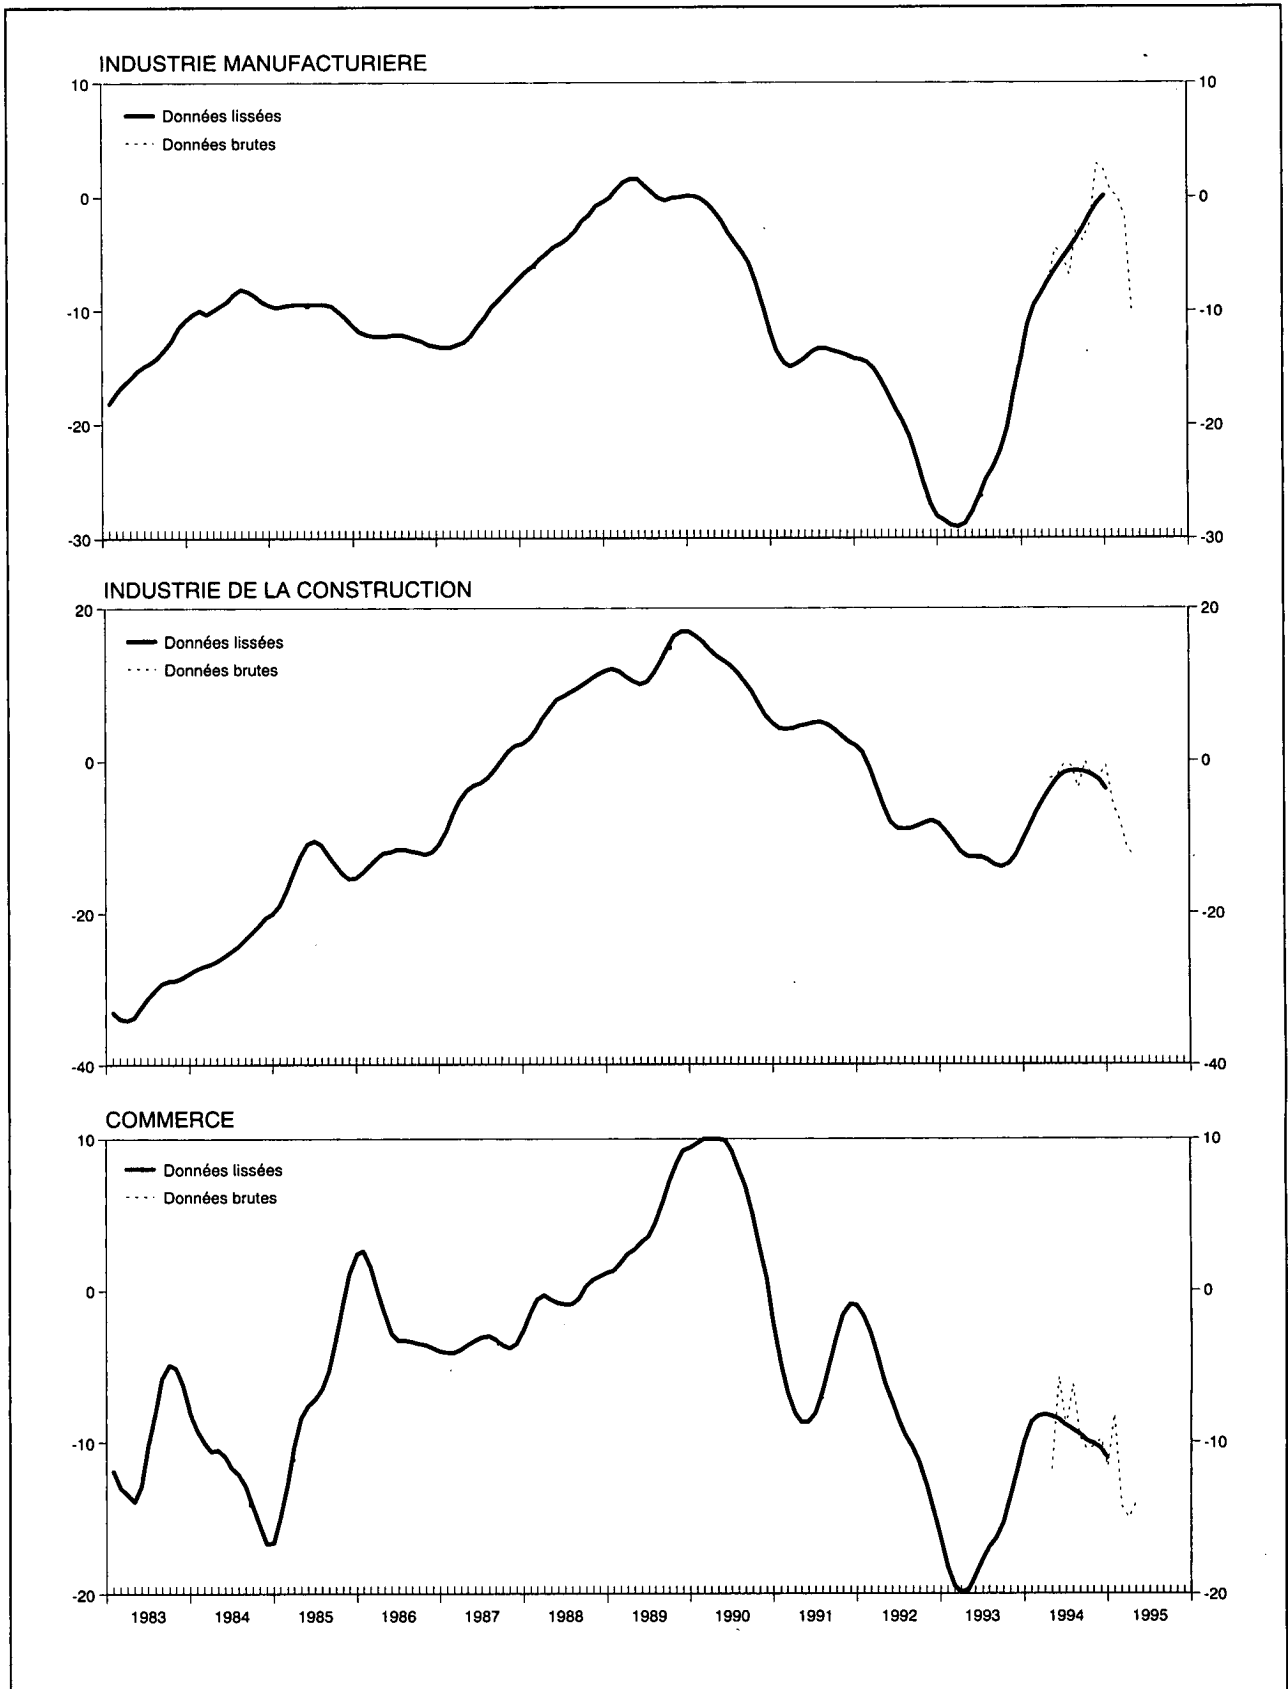 INDUSTRIE MANUFACTURIERE
10 10
Données lissées
Données brutes
0 0
-10 -10
-20 -20
-30 -30
INDUSTRIE DE LA CONSTRUCTION
20 20
Données lissées
Données brutes
0 0
-20 -20
-40 -40
COMMERCE
10 10
Données lissées
Données brutes
0 0
-10 -10
-20 -20
1983 1984 1985 1986 1987 1988 1989 1990 1991 1992 1993 1994 1995